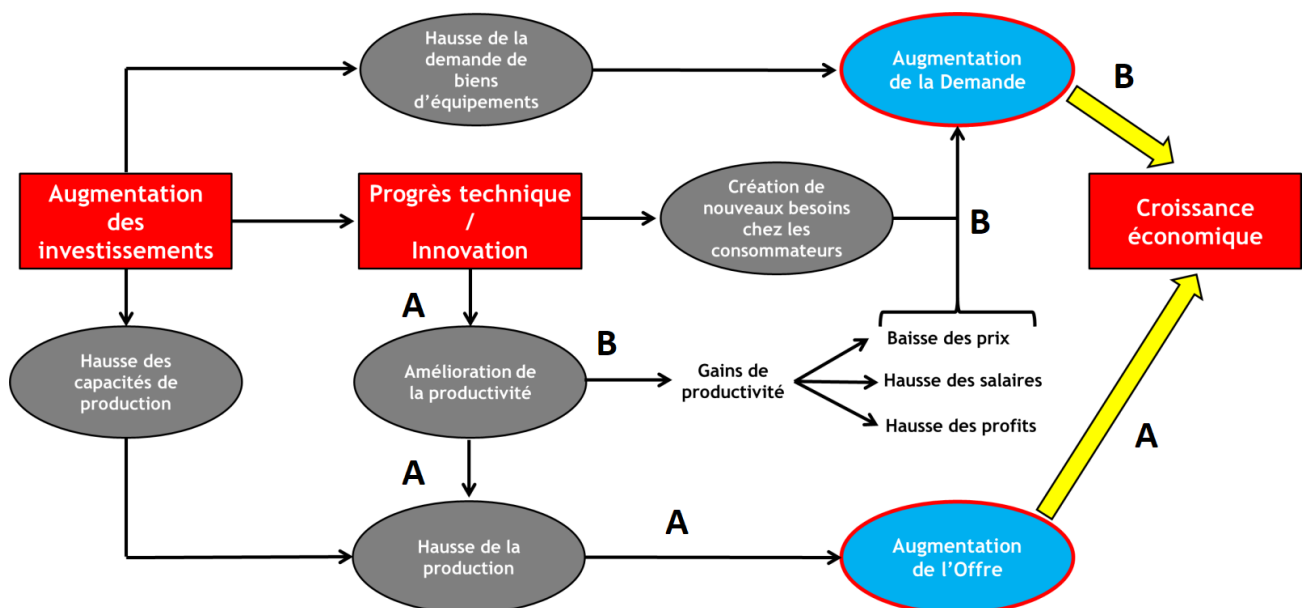 Hausse de la
demande de
biens
d'équipements
Augmentation
de la Demande
B
Augmentation
des
investissements
Progrès technique
/
Innovation
Création de
nouveaux besoins
chez les
consommateurs
B
Croissance
économique
A
Hausse des
capacités de
production
Amélioration de
la productivité
B
Gains de
productivité
Baisse des prix
Hausse des salaires
Hausse des profits
A
A
A
Hausse de la
production
Augmentation
de l'Offre